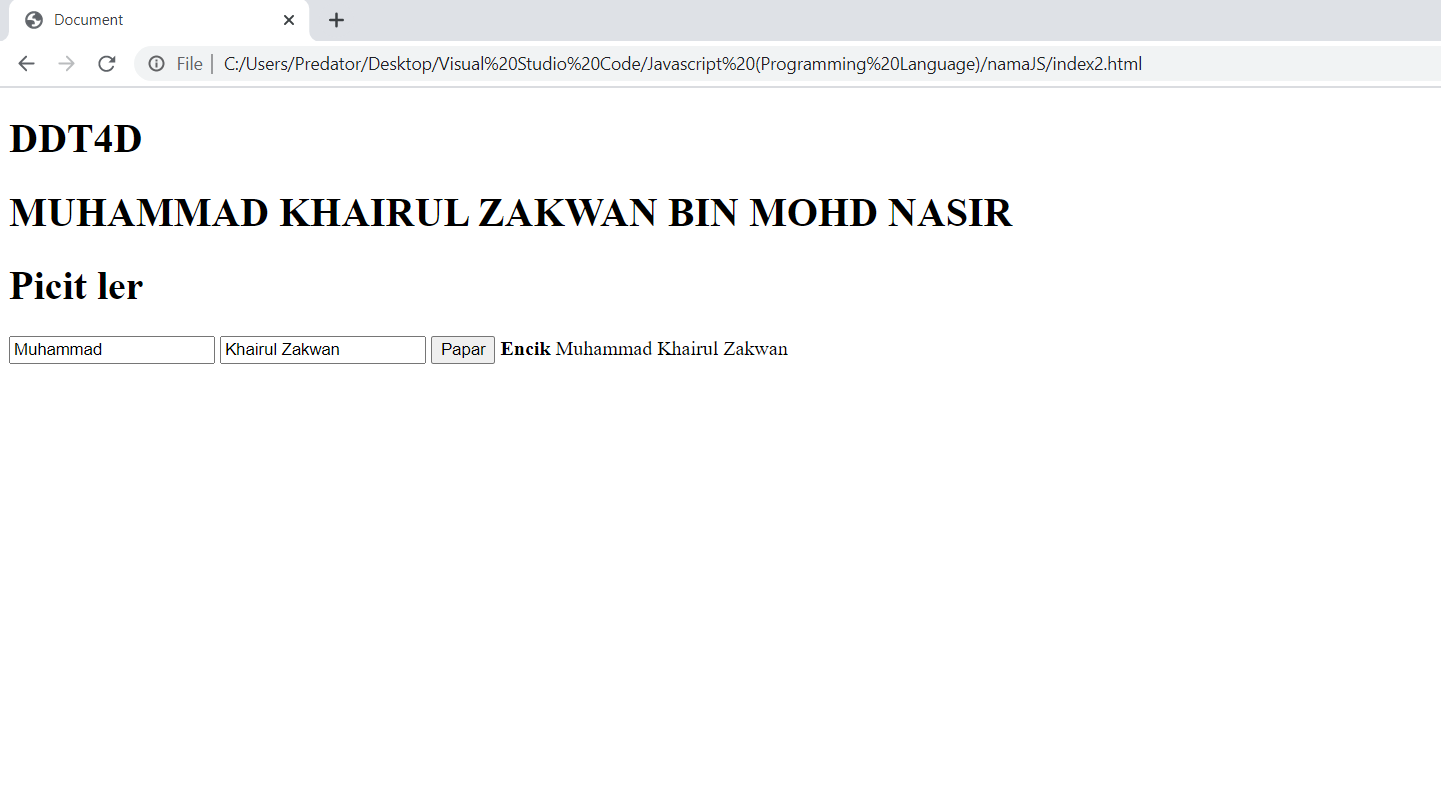 Document
File | C:/Users/Predator/Desktop/Visual%20Studio%20Code/Javascript%20(Programming%20Language)/namaJS/index2.html
DDT4D
MUHAMMAD KHAIRUL ZAKWAN BIN MOHD NASIR
Picit ler
Muhammad Khairul Zakwan Papar Encik Muhammad Khairul Zakwan